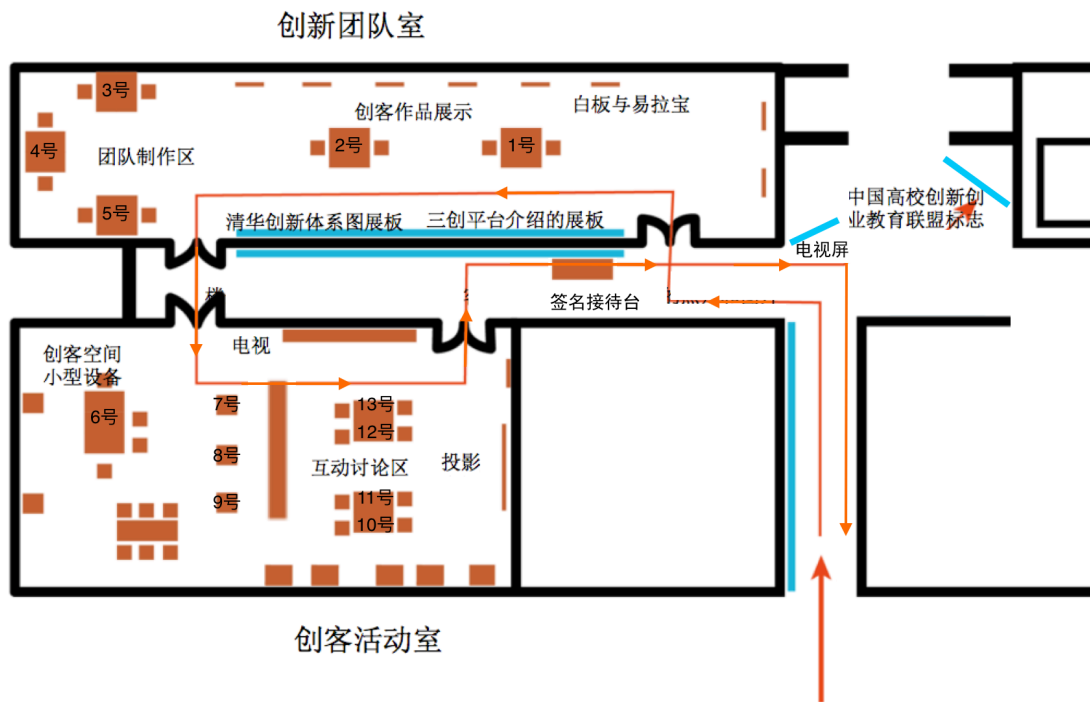 创新团队室
3号
创客作品展示
白板与易拉宝
4号
2号
1号
团队制作区
5号
清华创新体系图展板
三创平台介绍的展板
中国高校创新创
业教育联盟标志
电视屏
签名接待台
电视
创客空间
小型设备
6号
7号
13号
12号
8号
互动讨论区
投影
9号
11号
10号
创客活动室